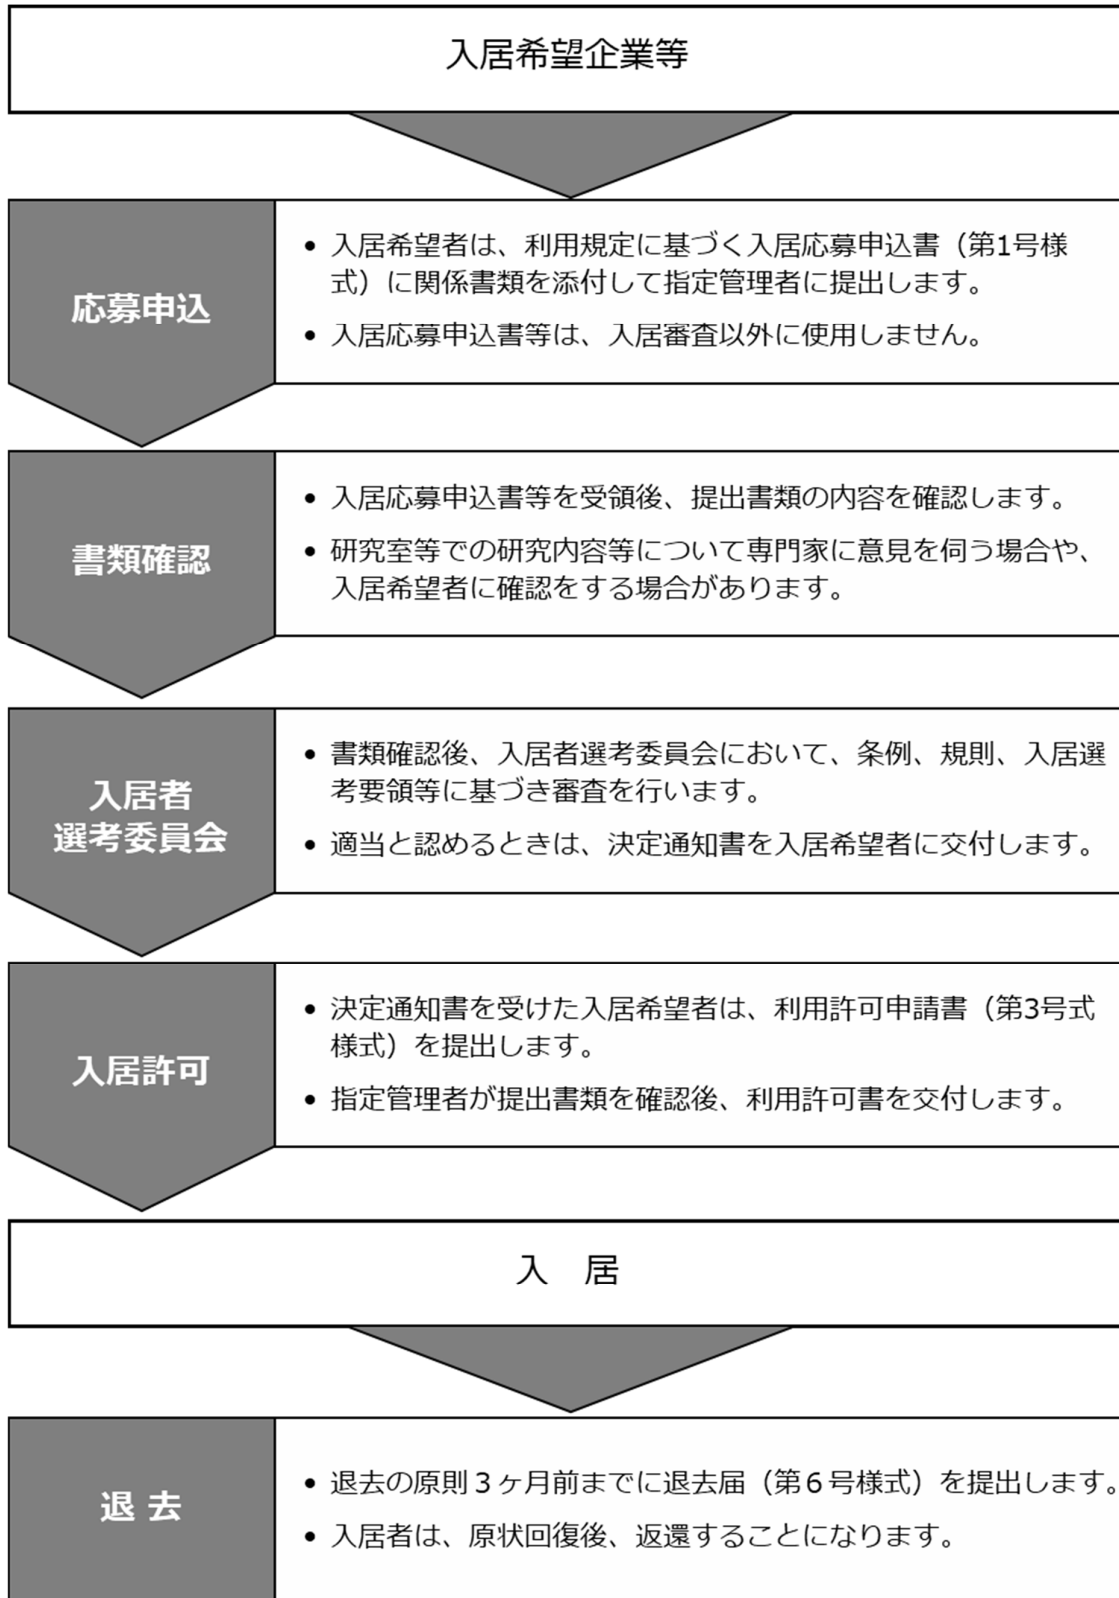 入居希望企業等
応募申込
• 入居希望者は、利用規定に基づく入居応募申込書（第1号様
式）に関係書類を添付して指定管理者に提出します。
• 入居応募申込書等は、入居審査以外に使用しません。
書類確認
• 入居応募申込書等を受領後、提出書類の内容を確認します。
• 研究室等での研究内容等について専門家に意見を伺う場合や、
入居希望者に確認をする場合があります。
入居者
選考委員会
• 書類確認後、入居者選考委員会において、条例、規則、入居選
考要領等に基づき審査を行います。
• 適当と認めるときは、決定通知書を入居希望者に交付します。
入居許可
• 決定通知書を受けた入居希望者は、利用許可申請書（第3号式
様式）を提出します。
• 指定管理者が提出書類を確認後、利用許可書を交付します。
入　居
退 去
• 退去の原則３ヶ月前までに退去届（第６号様式）を提出します。
• 入居者は、原状回復後、返還することになります。